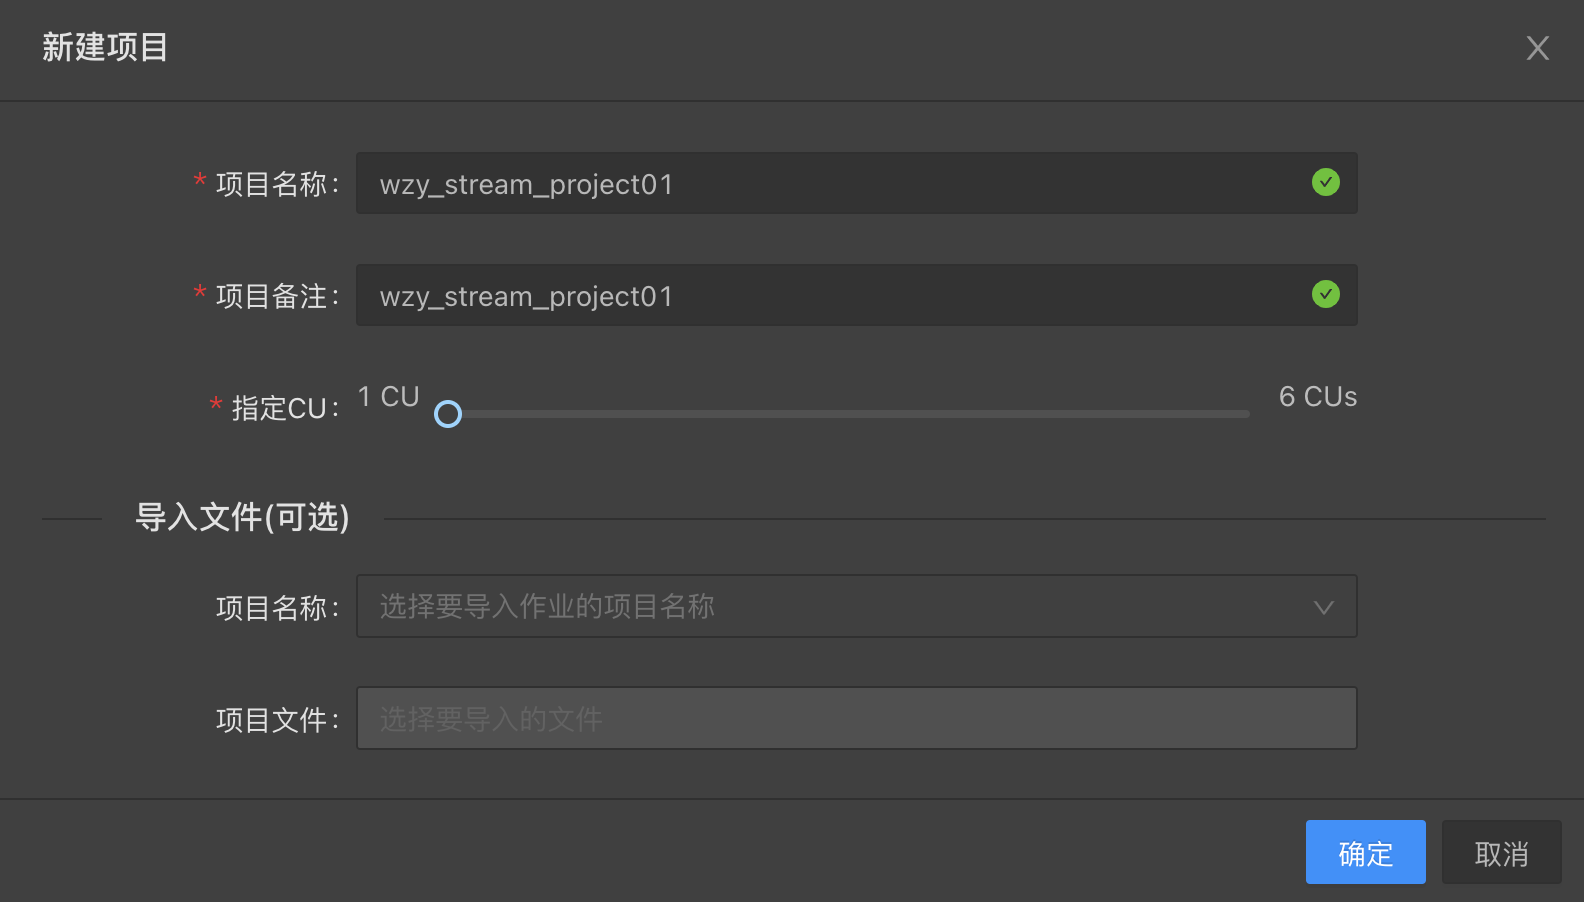 新建项目
* 项目名称: wzy_stream_project01
* 项目备注: wzy_stream_project01
* 指定CU: 1 CU 6 CUs
导入文件(可选)
项目名称: 选择要导入作业的项目名称
项目文件: 选择要导入的文件
确定 取消